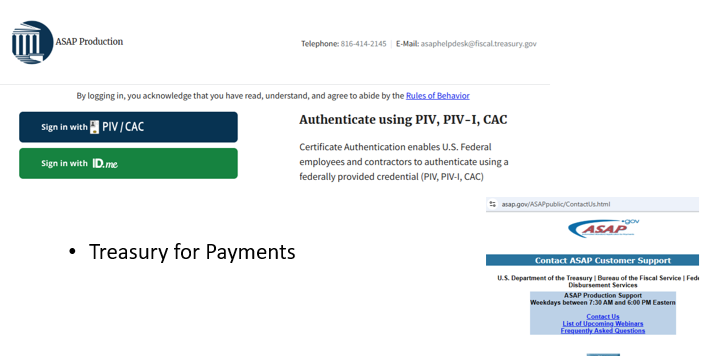 ASAP Production
Telephone: 816-414-2145 | E-Mail: asaphelpdesk@fiscal.treasury.gov
By logging in, you acknowledge that you have read, understand, and agree to abide by the Rules of Behavior
Sign in with PIV / CAC
Sign in with ID.me
Authenticate using PIV, PIV-I, CAC
Certificate Authentication enables U.S. Federal
employees and contractors to authenticate using a
federally provided credential (PIV, PIV-I, CAC)
• Treasury for Payments
asap.gov/ASAPpublic/ContactUs.html
ASAP.gov
Contact ASAP Customer Support
U.S. Department of the Treasury | Bureau of the Fiscal Service |
Disbursement Services
ASAP Production Support
Weekdays between 7:30 AM and 6:00 PM Eastern
Contact Us
List of Upcoming Webinars
Frequently Asked Questions